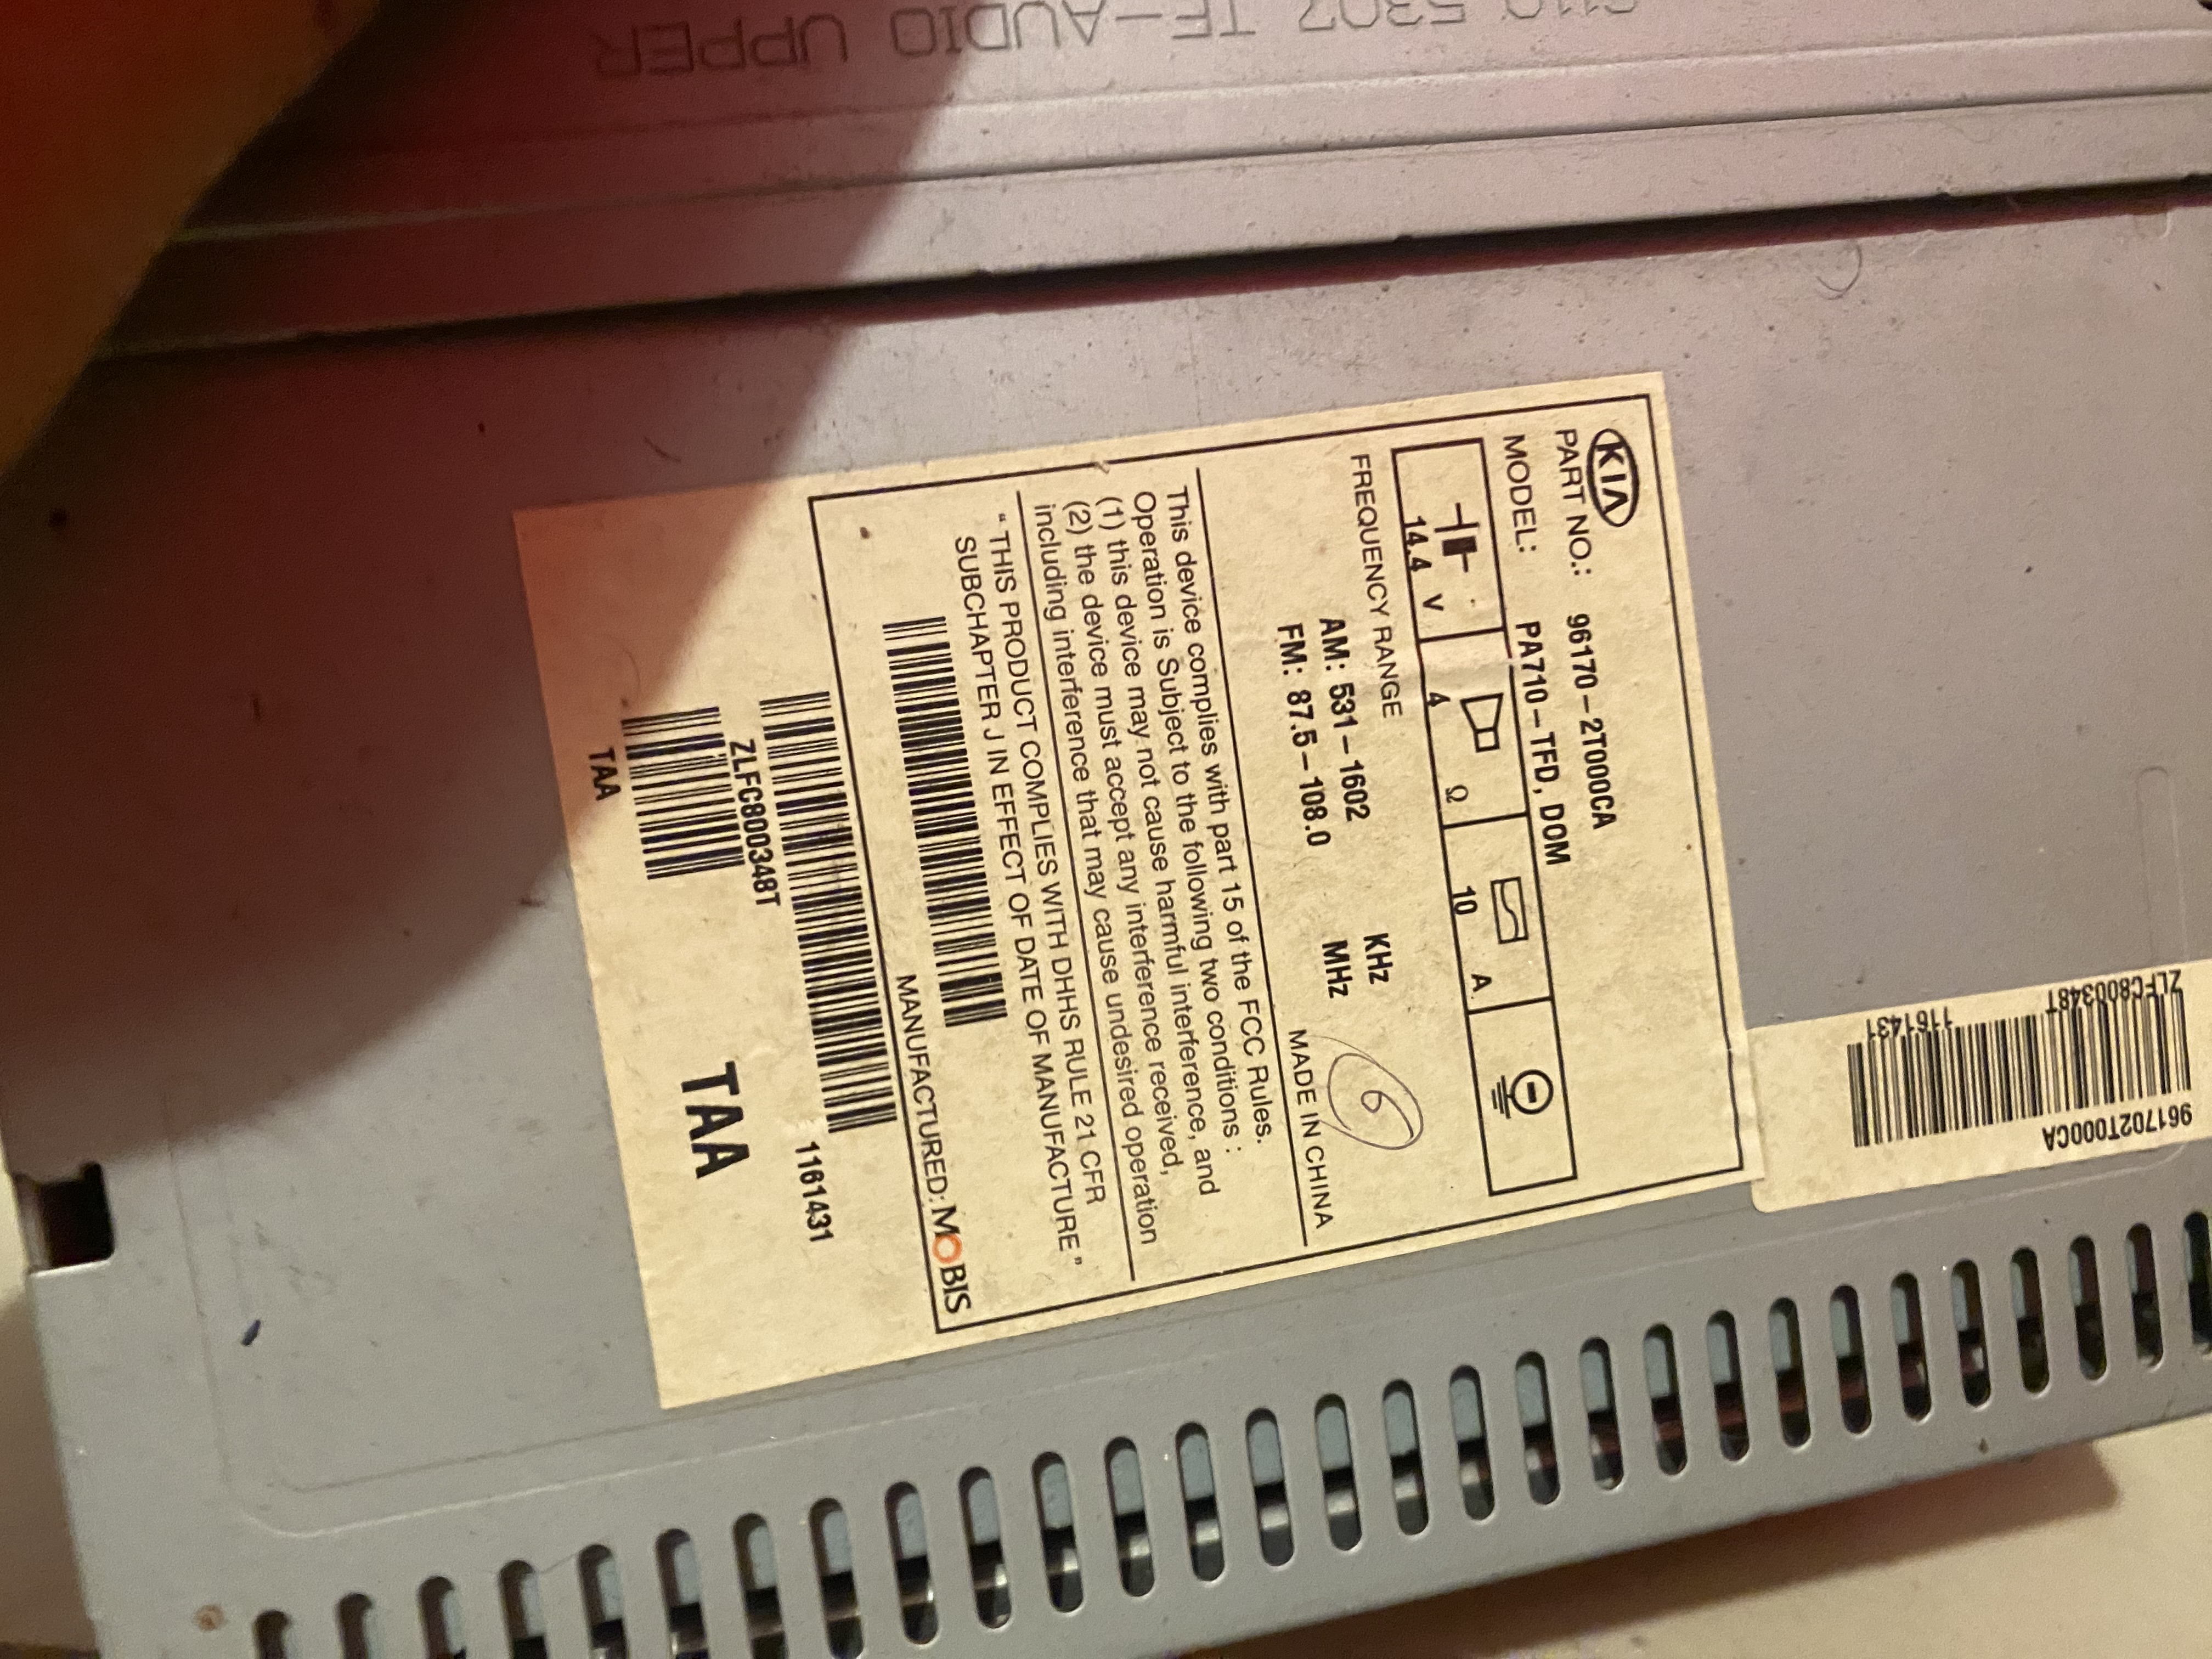 TF-AUDIO UPPER
KIA
PART NO.: 96170-2T000CA
MODEL: PA710-TFD, DOM
14.4 V 4 Ω 10 A
FREQUENCY RANGE
AM: 531-1602 KHz
FM: 87.5-108.0 MHz
6
MADE IN CHINA
This device complies with part 15 of the FCC Rules.
Operation is Subject to the following two conditions :
(1) this device may not cause harmful interference, and
(2) the device must accept any interference received,
including interference that may cause undesired operation
“ THIS PRODUCT COMPLIES WITH DHHS RULE 21 CFR
SUBCHAPTER J IN EFFECT OF DATE OF MANUFACTURE ”
MANUFACTURED: MOBIS
ZLFC800348T 1161431
TAA TAA
ZLFC800348T
1161431
961702T000CA